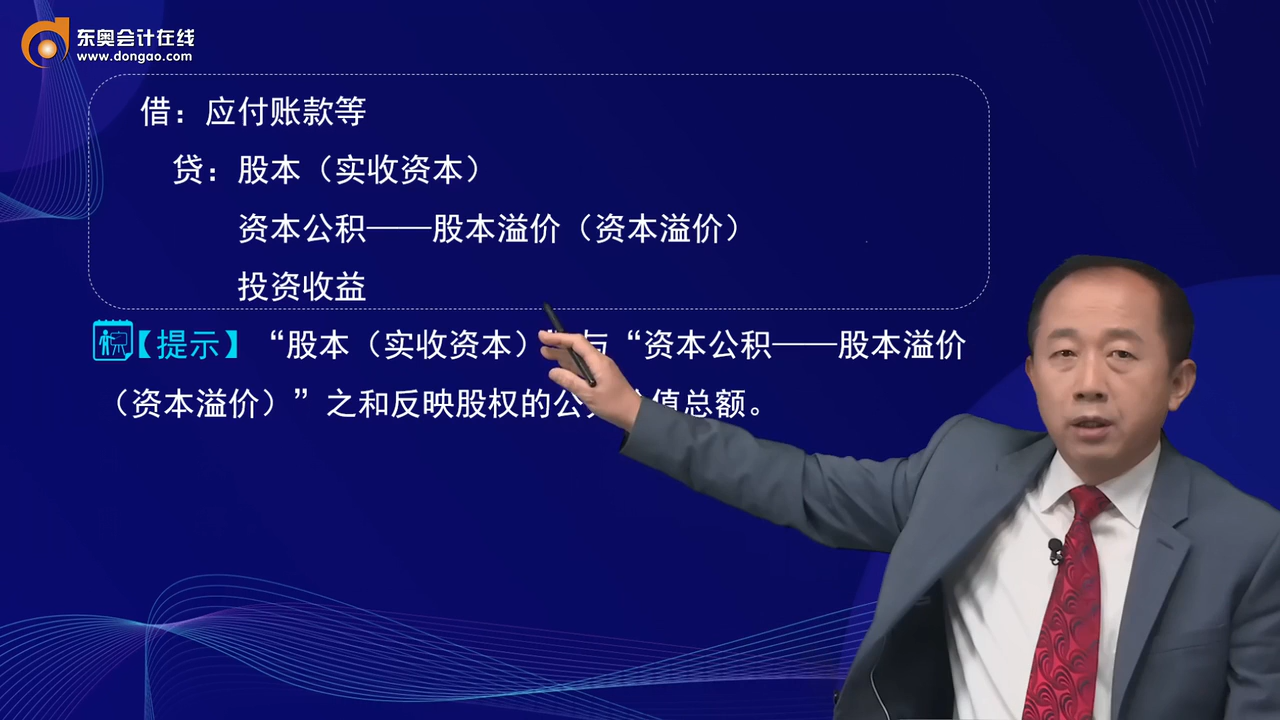 东奥会计在线
www.dongao.com
借：应付账款等
贷：股本（实收资本）
资本公积——股本溢价（资本溢价）
投资收益
【提示】“股本（实收资本）”与“资本公积——股本溢价
（资本溢价）”之和反映股权的公 值总额。